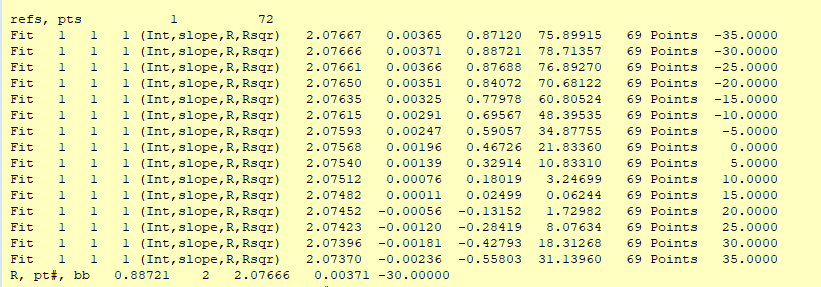 refs, pts 1 72
Fit 1 1 1 (Int,slope,R,Rsqr) 2.07667 0.00365 0.87120 75.89915 69 Points -35.0000
Fit 1 1 1 (Int,slope,R,Rsqr) 2.07666 0.00371 0.88721 78.71357 69 Points -30.0000
Fit 1 1 1 (Int,slope,R,Rsqr) 2.07661 0.00366 0.87688 76.89270 69 Points -25.0000
Fit 1 1 1 (Int,slope,R,Rsqr) 2.07650 0.00351 0.84072 70.68122 69 Points -20.0000
Fit 1 1 1 (Int,slope,R,Rsqr) 2.07635 0.00325 0.77978 60.80524 69 Points -15.0000
Fit 1 1 1 (Int,slope,R,Rsqr) 2.07615 0.00291 0.69567 48.39535 69 Points -10.0000
Fit 1 1 1 (Int,slope,R,Rsqr) 2.07593 0.00247 0.59057 34.87755 69 Points -5.0000
Fit 1 1 1 (Int,slope,R,Rsqr) 2.07568 0.00196 0.46726 21.83360 69 Points 0.0000
Fit 1 1 1 (Int,slope,R,Rsqr) 2.07540 0.00139 0.32914 10.83310 69 Points 5.0000
Fit 1 1 1 (Int,slope,R,Rsqr) 2.07512 0.00076 0.18019 3.24699 69 Points 10.0000
Fit 1 1 1 (Int,slope,R,Rsqr) 2.07482 0.00011 0.02499 0.06244 69 Points 15.0000
Fit 1 1 1 (Int,slope,R,Rsqr) 2.07452 -0.00056 -0.13152 1.72982 69 Points 20.0000
Fit 1 1 1 (Int,slope,R,Rsqr) 2.07423 -0.00120 -0.28419 8.07634 69 Points 25.0000
Fit 1 1 1 (Int,slope,R,Rsqr) 2.07396 -0.00181 -0.42793 18.31268 69 Points 30.0000
Fit 1 1 1 (Int,slope,R,Rsqr) 2.07370 -0.00236 -0.55803 31.13960 69 Points 35.0000
R, pt#, bb 0.88721 2 2.07666 0.00371 -30.00000